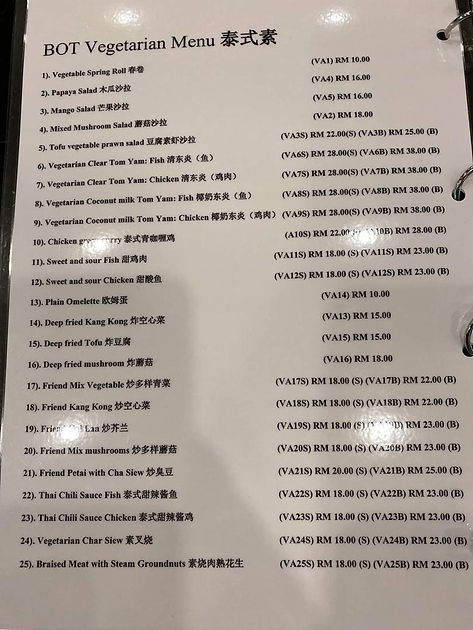 BOT Vegetarian Menu 泰式素
1). Vegetable Spring Roll 春卷 (VA1) RM 10.00
2). Papaya Salad 木瓜沙拉 (VA4) RM 16.00
3). Mango Salad 芒果沙拉 (VA5) RM 16.00
4). Mixed Mushroom Salad 蘑菇沙拉 (VA2) RM 18.00
5). Tofu vegetable prawn salad 豆腐素虾沙拉 (VA3S) RM 22.00(S) (VA3B) RM 25.00 (B)
6). Vegetarian Clear Tom Yam: Fish 清东炎（鱼） (VA6S) RM 28.00(S) (VA6B) RM 38.00 (B)
7). Vegetarian Clear Tom Yam: Chicken 清东炎（鸡肉） (VA7S) RM 28.00(S) (VA7B) RM 38.00 (B)
8). Vegetarian Coconut milk Tom Yam: Fish 椰奶东炎（鱼） (VA8S) RM 28.00(S) (VA8B) RM 38.00 (B)
9). Vegetarian Coconut milk Tom Yam: Chicken 椰奶东炎（鸡肉） (VA9S) RM 28.00(S) (VA9B) RM 38.00 (B)
10). Chicken green curry 泰式青咖喱鸡 (A10S) RM 22.00 (A10B) RM 28.00 (B)
11). Sweet and sour Fish 甜鸡肉 (VA11S) RM 18.00 (S) (VA11S) RM 23.00 (B)
12). Sweet and sour Chicken 甜酸鱼 (VA12S) RM 18.00 (S) (VA12S) RM 23.00 (B)
13). Plain Omelette 欧姆蛋 (VA14) RM 10.00
14). Deep fried Kang Kong 炸空心菜 (VA13) RM 15.00
15). Deep fried Tofu 炸豆腐 (VA15) RM 15.00
16). Deep fried mushroom 炸蘑菇 (VA16) RM 18.00
17). Friend Mix Vegetable 炒多样青菜 (VA17S) RM 18.00 (S) (VA17B) RM 22.00 (B)
18). Friend Kang Kong 炒空心菜 (VA18S) RM 18.00 (S) (VA18B) RM 22.00 (B)
19). Lan 炒芥兰 (VA19S) RM 18.00 (S) (VA19B) RM 23.00 (B)
20). Friend Mix mushrooms 炒多样蘑菇 (VA20S) RM 18.00 (S) (VA20B) RM 23.00 (B)
21). Friend Petai with Cha Siew 炒臭豆 (VA21S) RM 20.00 (S) (VA21B) RM 25.00 (B)
22). Thai Chili Sauce Fish 泰式甜辣鱼 (VA22S) RM 18.00 (S) (VA22B) RM 23.00 (B)
23). Thai Chili Sauce Chicken 泰式甜辣酱鸡 (VA23S) RM 18.00 (S) (VA23B) RM 23.00 (B)
24). Vegetarian Char Siew 素叉烧 (VA24S) RM 18.00 (S) (VA24B) RM 23.00 (B)
25). Braised Meat with Steam Groundnuts 素烧肉熟花生 (VA25S) RM 18.00 (S) (VA25B) RM 23.00 (B)